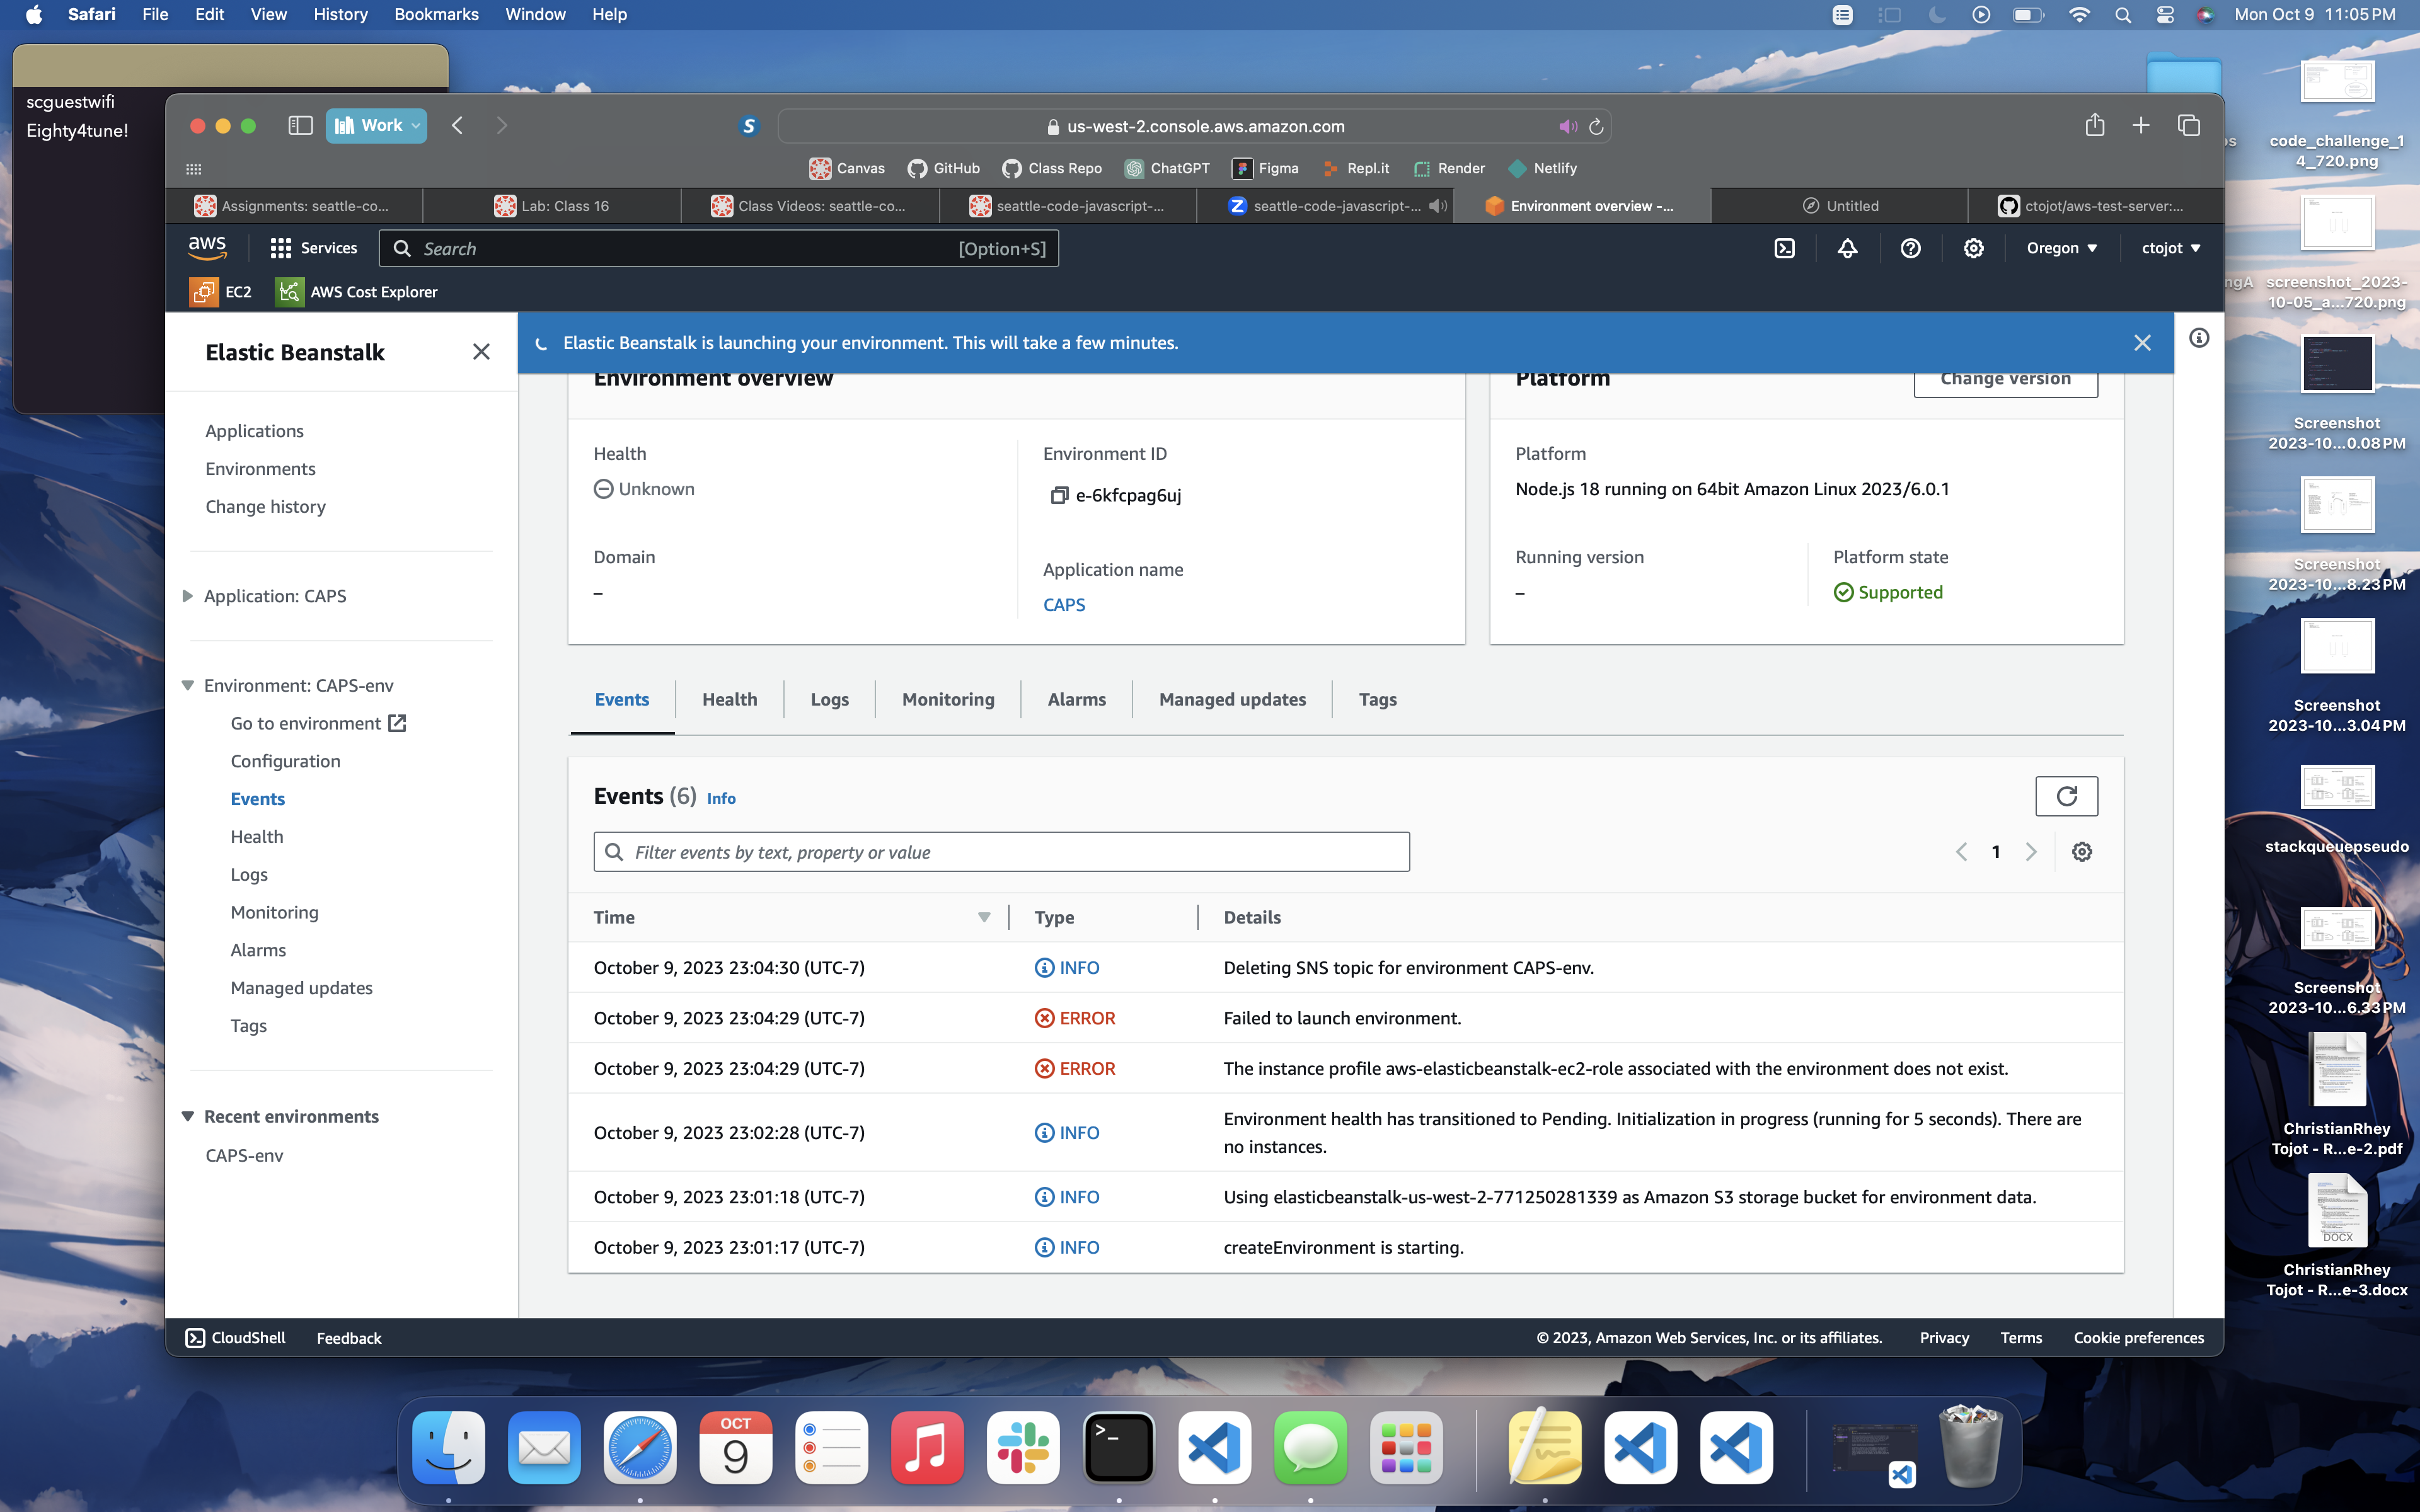 Safari File Edit View History Bookmarks Window Help
Mon Oct 9 11:05 PM
scguestwifi
Eighty4tune!
Work
S
us-west-2.console.aws.amazon.com
Canvas GitHub Class Repo ChatGPT Figma Repl.it Render Netlify
Assignments: seattle-co...
Lab: Class 16
Class Videos: seattle-co...
seattle-code-javascript-...
Z
seattle-code-javascript-...
Environment overview -...
Untitled
ctojot/aws-test-server:...
aws
Services
Search
[Option+S]
Oregon
ctojot
EC2
AWS Cost Explorer
Elastic Beanstalk
Applications
Environments
Change history
Application: CAPS
Environment: CAPS-env
Go to environment
Configuration
Events
Health
Logs
Monitoring
Alarms
Managed updates
Tags
Recent environments
CAPS-env
Elastic Beanstalk is launching your environment. This will take a few minutes.
Environment overview
Health
Unknown
Domain
–
Environment ID
e-6kfcpag6uj
Application name
CAPS
Platform
Change version
Platform
Node.js 18 running on 64bit Amazon Linux 2023/6.0.1
Running version
–
Platform state
Supported
Events Health Logs Monitoring Alarms Managed updates Tags
Events (6) Info
Filter events by text, property or value
1
Time Type Details
October 9, 2023 23:04:30 (UTC-7) INFO Deleting SNS topic for environment CAPS-env.
October 9, 2023 23:04:29 (UTC-7) ERROR Failed to launch environment.
October 9, 2023 23:04:29 (UTC-7) ERROR The instance profile aws-elasticbeanstalk-ec2-role associated with the environment does not exist.
October 9, 2023 23:02:28 (UTC-7) INFO Environment health has transitioned to Pending. Initialization in progress (running for 5 seconds). There are
no instances.
October 9, 2023 23:01:18 (UTC-7) INFO Using elasticbeanstalk-us-west-2-771250281339 as Amazon S3 storage bucket for environment data.
October 9, 2023 23:01:17 (UTC-7) INFO createEnvironment is starting.
CloudShell Feedback
© 2023, Amazon Web Services, Inc. or its affiliates. Privacy Terms Cookie preferences
code_challenge_1
4_720.png
screenshot_2023-
10-05_a...720.png
Screenshot
2023-10...0.08 PM
Screenshot
2023-10...8.23 PM
Screenshot
2023-10...3.04 PM
stackqueuepseudo
Screenshot
2023-10...6.33 PM
ChristianRhey
Tojot - R...e-2.pdf
DOCX
ChristianRhey
Tojot - R...e-3.docx
OCT
9